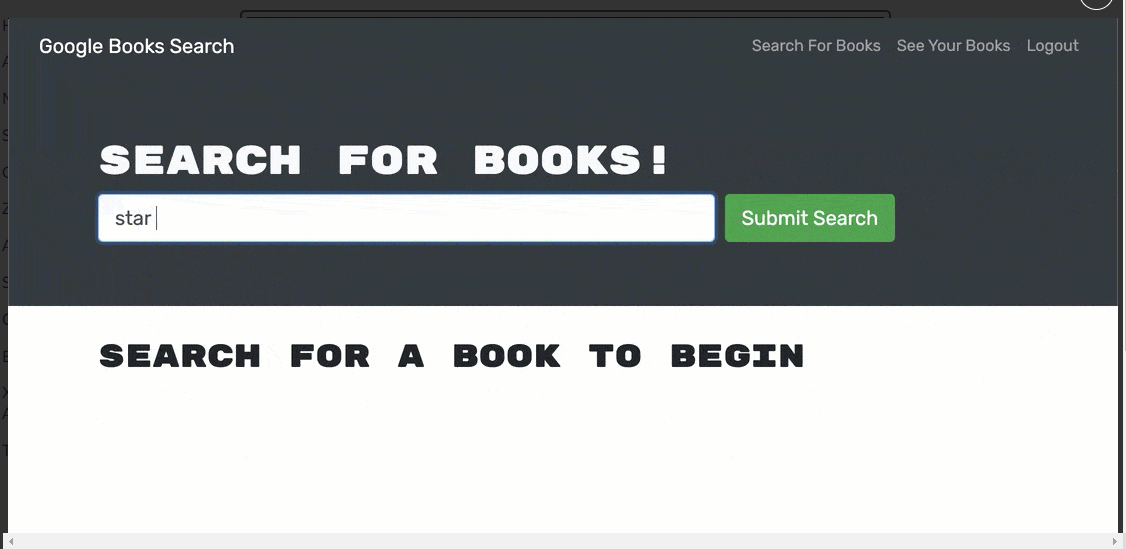 Google Books Search
Search For Books See Your Books Logout
SEARCH FOR BOOKS!
star
Submit Search
SEARCH FOR A BOOK TO BEGIN